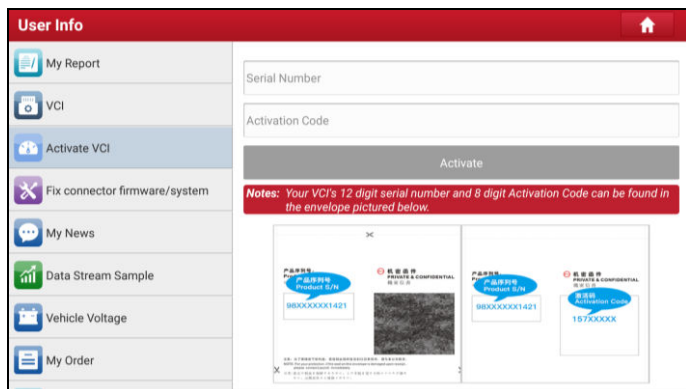 User Info
My Report
VCI
Activate VCI
Fix connector firmware/system
My News
Data Stream Sample
Vehicle Voltage
My Order
Serial Number
Activation Code
Activate
Notes: Your VCI's 12 digit serial number and 8 digit Activation Code can be found in
the envelope pictured below.
产品序列号
Product S/N
98XXXXXX1421
机密函件
PRIVATE & CONFIDENTIAL
产品序列号
Product S/N
98XXXXXX1421
机密函件
PRIVATE & CONFIDENTIAL
激活码
Activation Code
157XXXXX